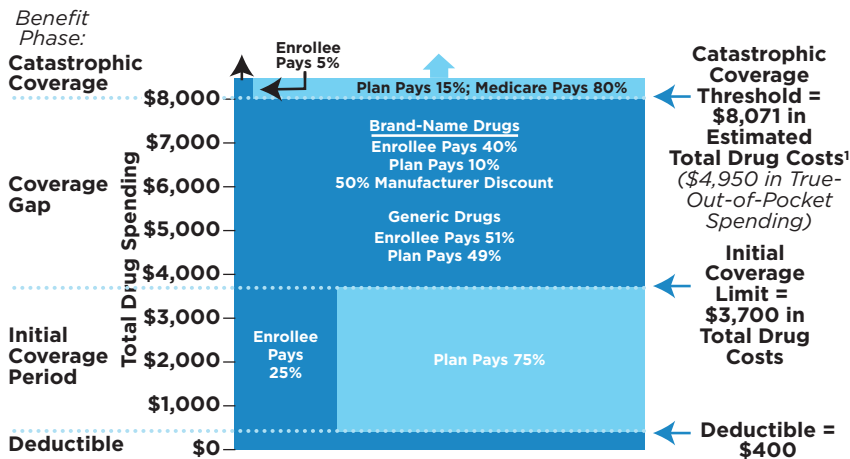 Benefit
Phase:
Catastrophic
Coverage
Coverage
Gap
Initial
Coverage
Period
Deductible
Total Drug Spending
$8,000
$7,000
$6,000
$5,000
$4,000
$3,000
$2,000
$1,000
$0
Enrollee
Pays 5%
Plan Pays 15%; Medicare Pays 80%
Brand-Name Drugs
Enrollee Pays 40%
Plan Pays 10%
50% Manufacturer Discount
Generic Drugs
Enrollee Pays 51%
Plan Pays 49%
Enrollee
Pays
25%
Plan Pays 75%
Catastrophic
Coverage
Threshold =
$8,071 in
Estimated
Total Drug Costs¹
($4,950 in True-
Out-of-Pocket
Spending)
Initial
Coverage
Limit =
$3,700 in
Total Drug
Costs
Deductible =
$400